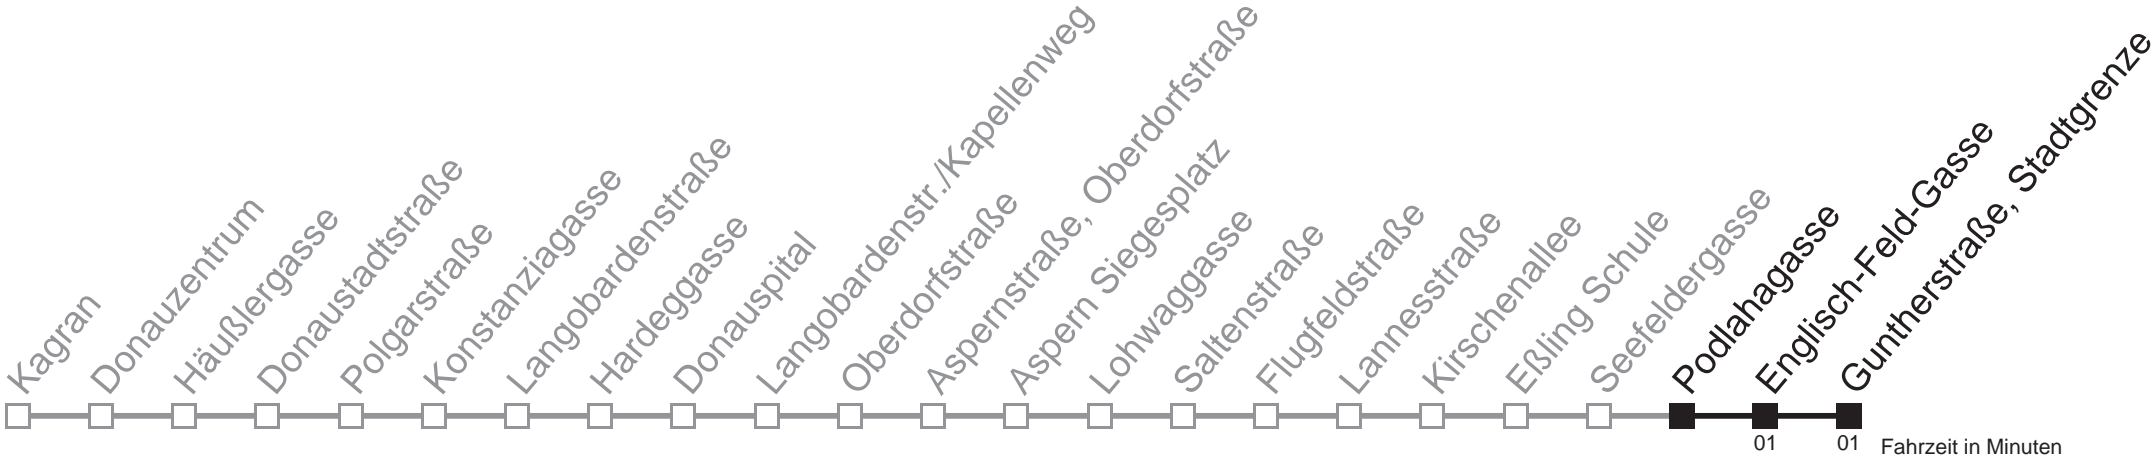 Kagran
Donauzentrum
Häußlergasse
Donaustadtstraße
Polgarstraße
Konstanziagasse
Langobardenstraße
Hardeggasse
Donauspital
Langobardenstr./Kapellenweg
Oberdorfstraße
Aspernstraße, Oberdorfstraße
Aspern Siegesplatz
Lohwaggasse
Saltenstraße
Flugfeldstraße
Lannesstraße
Kirschenallee
Eßling Schule
Seefeldergasse
Podlahagasse
Englisch-Feld-Gasse
Guntherstraße, Stadtgrenze
01
01
Fahrzeit in Minuten